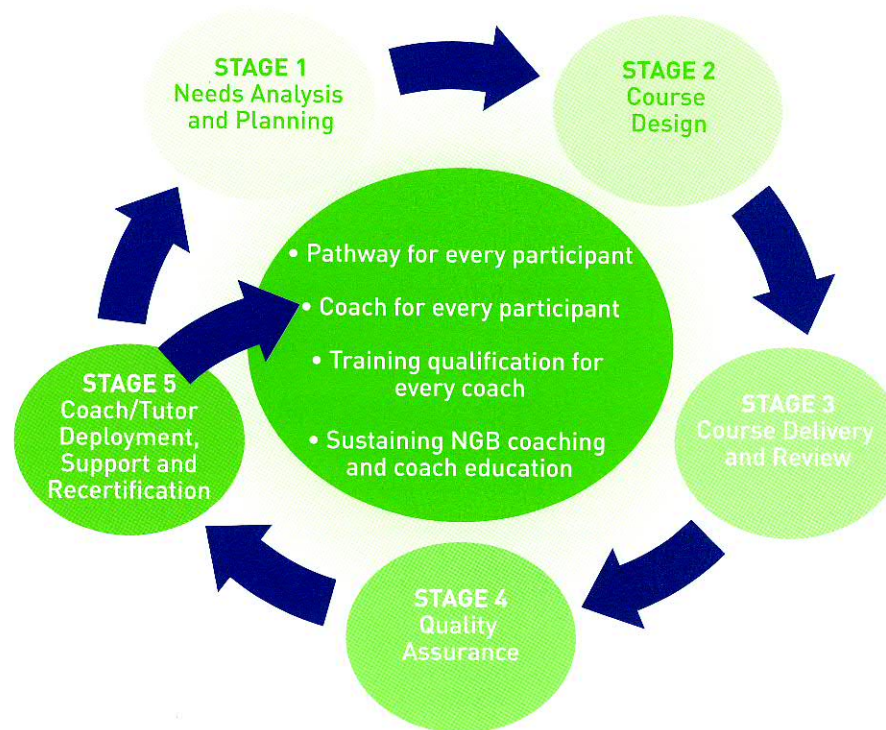 STAGE 1
Needs Analysis
and Planning
STAGE 2
Course
Design
• Pathway for every participant
• Coach for every participant
• Training qualification for
every coach
• Sustaining NGB coaching
and coach education
STAGE 3
Course Delivery
and Review
STAGE 4
Quality
Assurance
STAGE 5
Coach/Tutor
Deployment,
Support and
Recertification